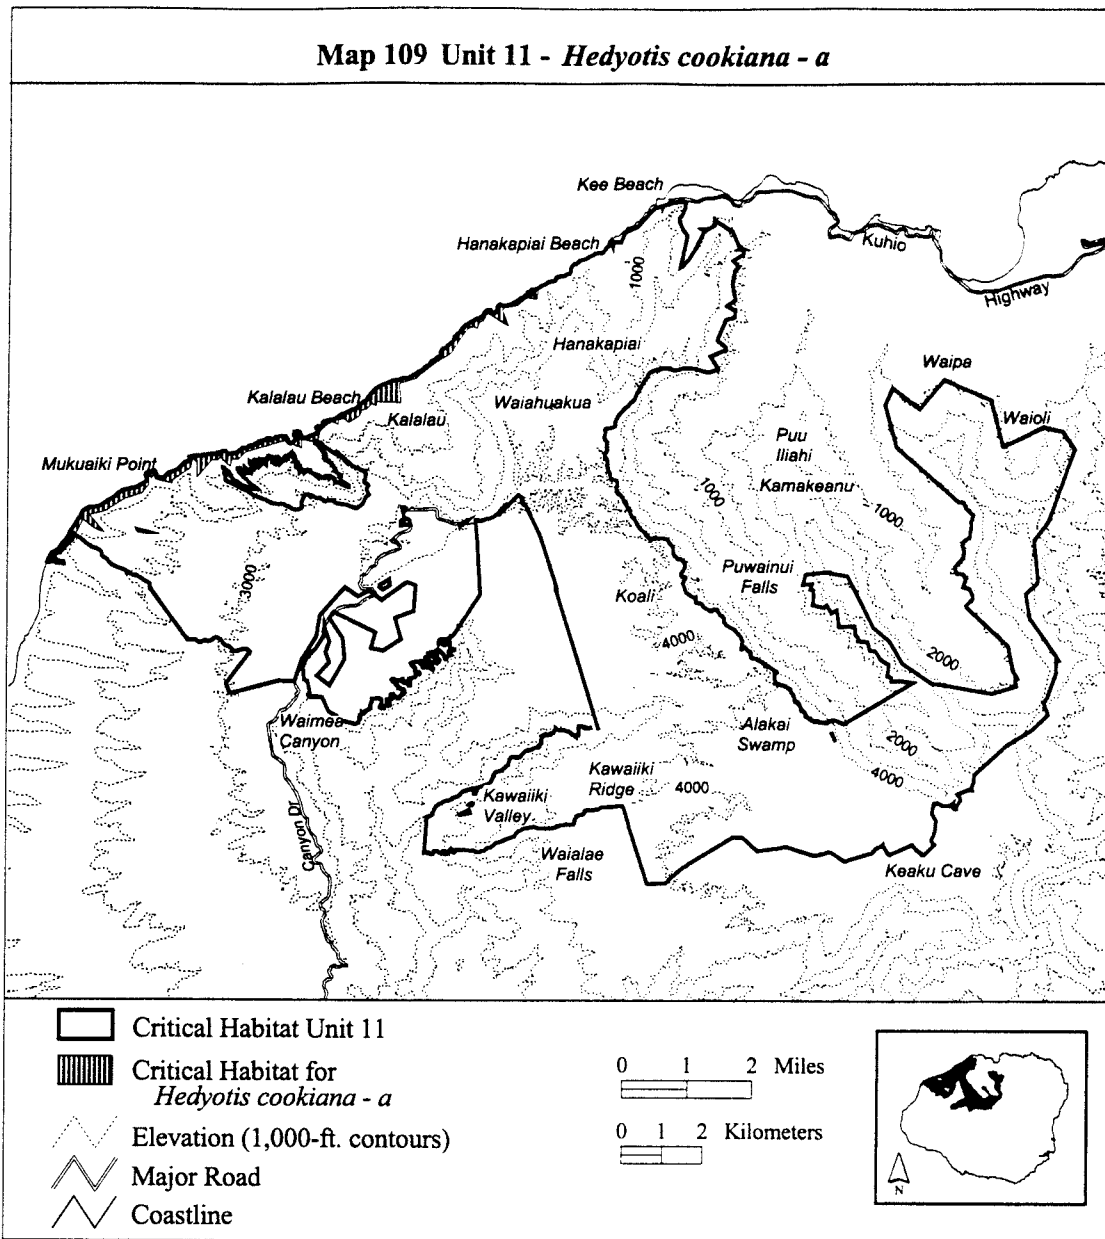 Map 109 Unit 11 - Hedyotis cookiana - a
Kee Beach
Hanakapiai Beach
Kuhio
Highway
1000
Hanakapiai
Waipa
Kalalau Beach
Kalalau
Waiahuakua
Waioli
Puu
Iliahi
Mukuaiki Point
Kamakeanu
1000
1000
Puwainui
Falls
3000
Koali
4000
2000
Waimea
Canyon
Alakai
Swamp
2000
4000
Kawaiiki
Ridge
4000
Kawaiiki
Valley
Canyon Dr
Waialae
Falls
Keaku Cave
Critical Habitat Unit 11
Critical Habitat for
Hedyotis cookiana - a
Elevation (1,000-ft. contours)
Major Road
Coastline
0 1 2 Miles
0 1 2 Kilometers
N